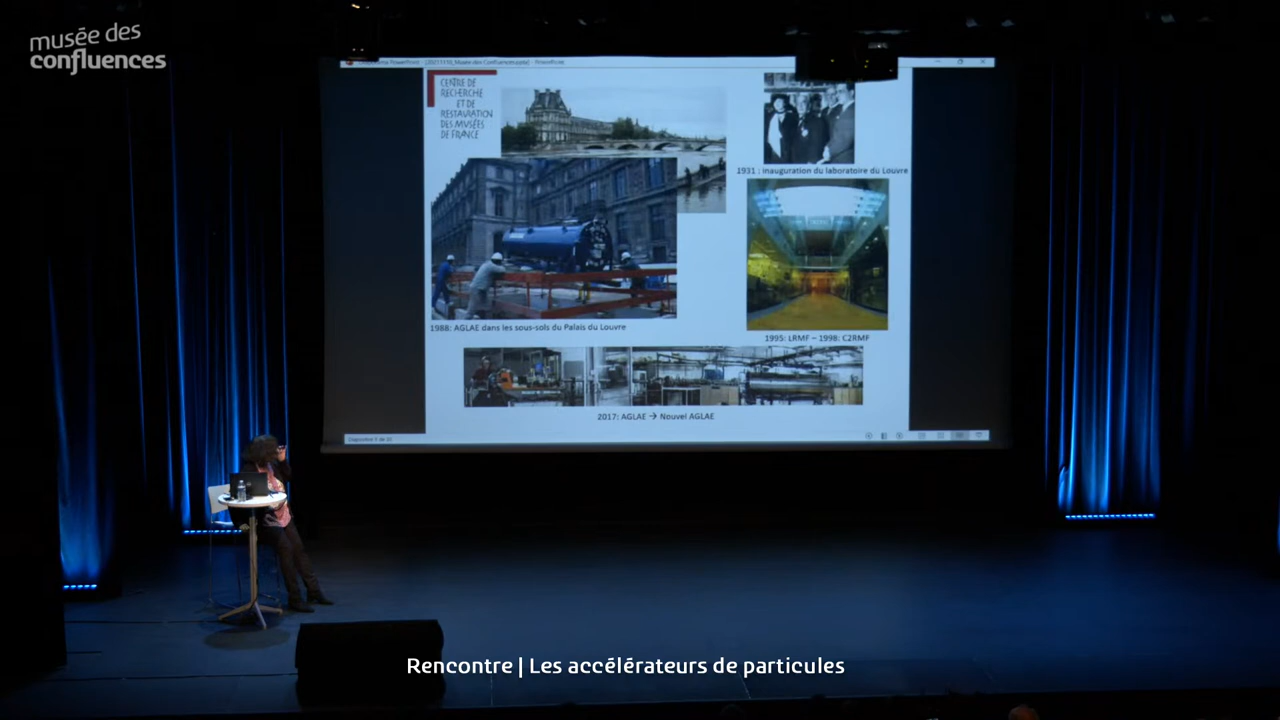 musée des
confluences
CENTRE DE
RECHERCHE
ET DE
RESTAURATION
DES MUSÉES
DE FRANCE
1931 : Inauguration du laboratoire du Louvre
1988: AGLAE dans les sous-sols du Palais du Louvre
1995: LRMF – 1998: C2RMF
2017: AGLAE → Nouvel AGLAE
Rencontre | Les accélérateurs de particules